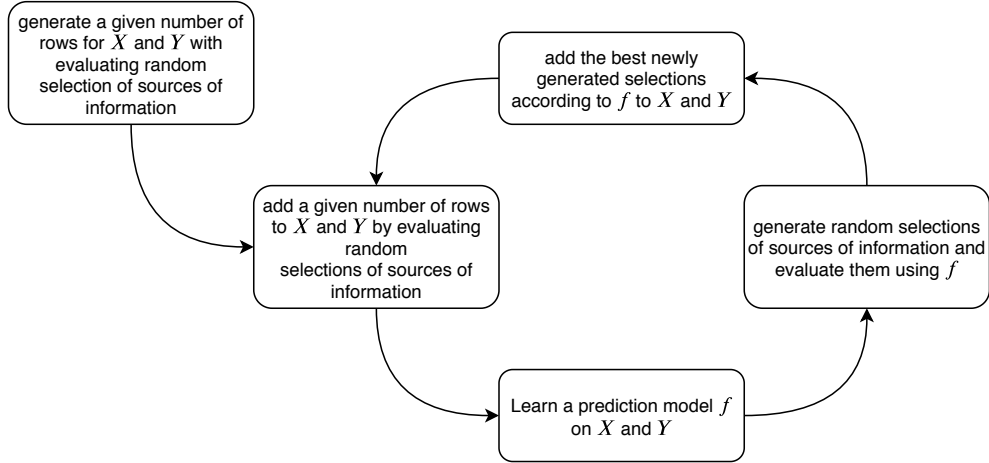 generate a given number of
rows for X and Y with
evaluating random
selection of sources of
information
add the best newly
generated selections
according to f to X and Y
add a given number of rows
to X and Y by evaluating
random
selections of sources of
information
generate random selections
of sources of information and
evaluate them using f
Learn a prediction model f
on X and Y